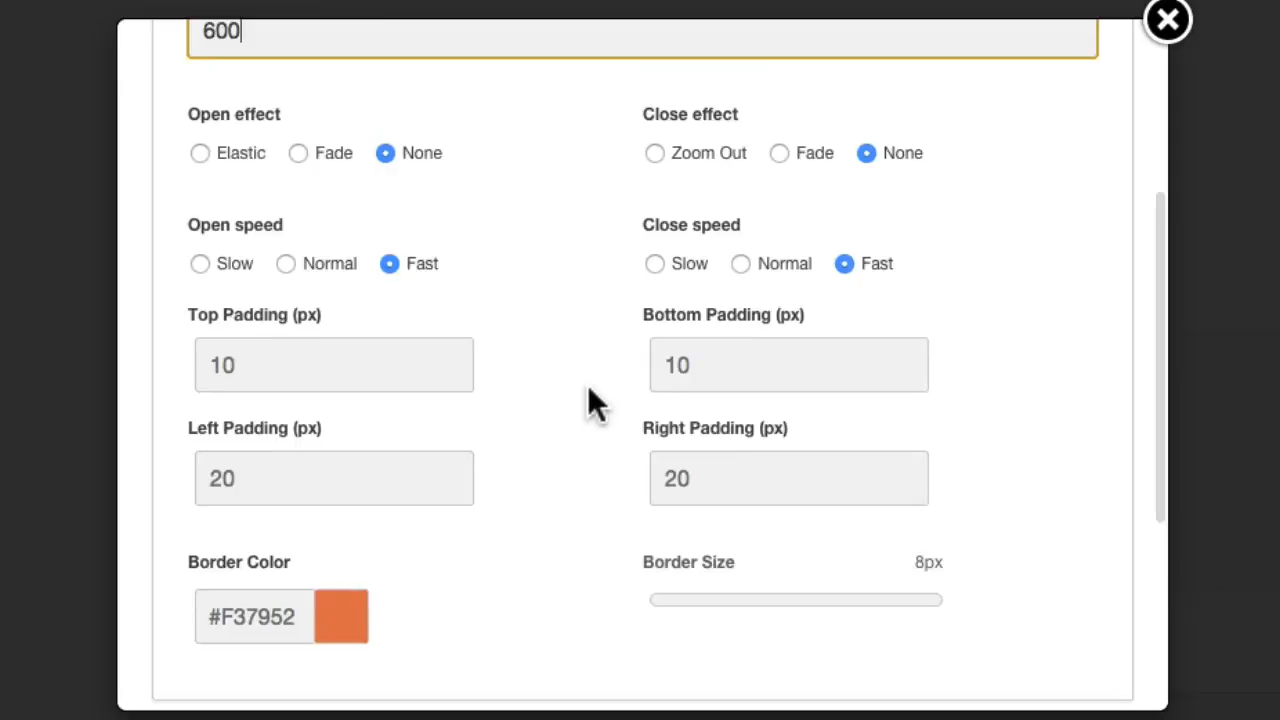 600
Open effect Close effect
Elastic Fade None Zoom Out Fade None
Open speed Close speed
Slow Normal Fast Slow Normal Fast
Top Padding (px) Bottom Padding (px)
10 10
Left Padding (px) Right Padding (px)
20 20
Border Color Border Size 8px
#F37952